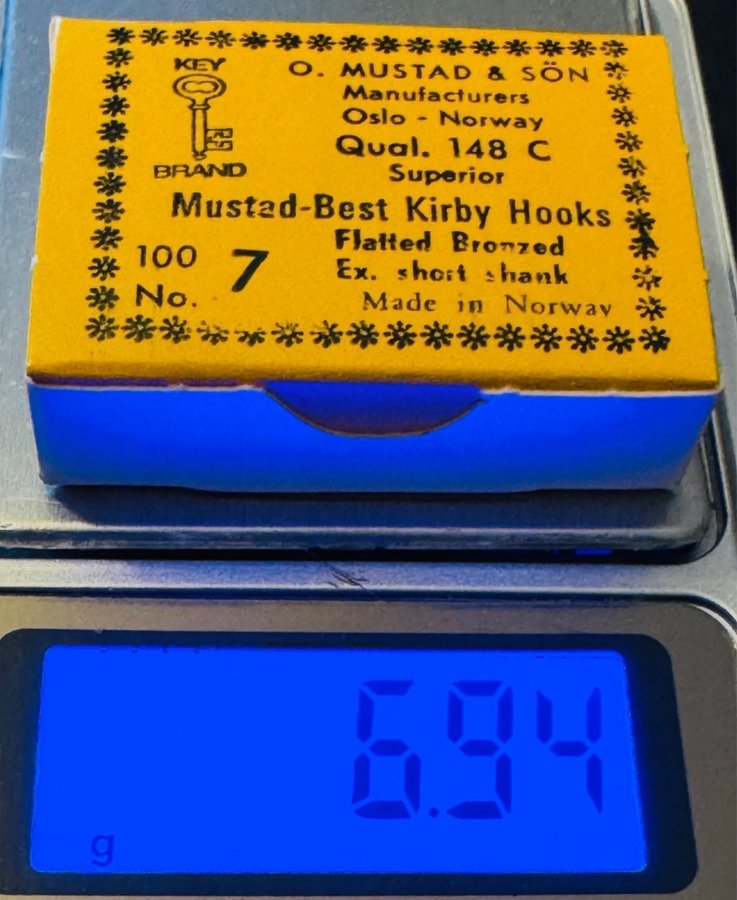 KEY
BRAND
O. MUSTAD & SÖN
Manufacturers
Oslo - Norway
Qual. 148 C
Superior
Mustad-Best Kirby Hooks
100
No. 7
Flatted Bronzed
Ex. short shank
Made in Norway
6.94
g